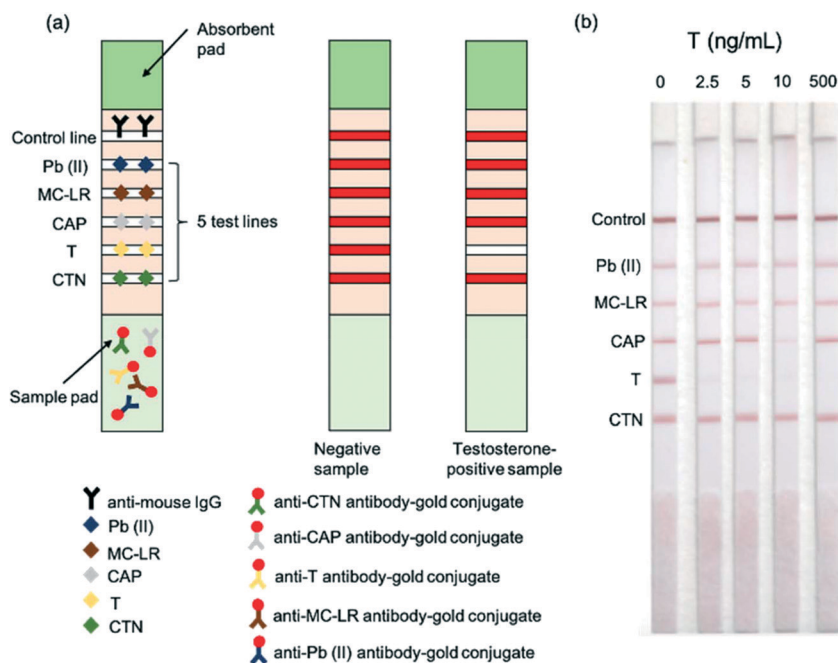 (a)
Absorbent
pad
Control line
Pb (II)
MC-LR
CAP
T
CTN
5 test lines
Sample pad
Negative
sample
Testosterone-
positive sample
anti-mouse IgG
Pb (II)
MC-LR
CAP
T
CTN
anti-CTN antibody-gold conjugate
anti-CAP antibody-gold conjugate
anti-T antibody-gold conjugate
anti-MC-LR antibody-gold conjugate
anti-Pb (II) antibody-gold conjugate
(b)
T (ng/mL)
0 2.5 5 10 500
Control
Pb (II)
MC-LR
CAP
T
CTN